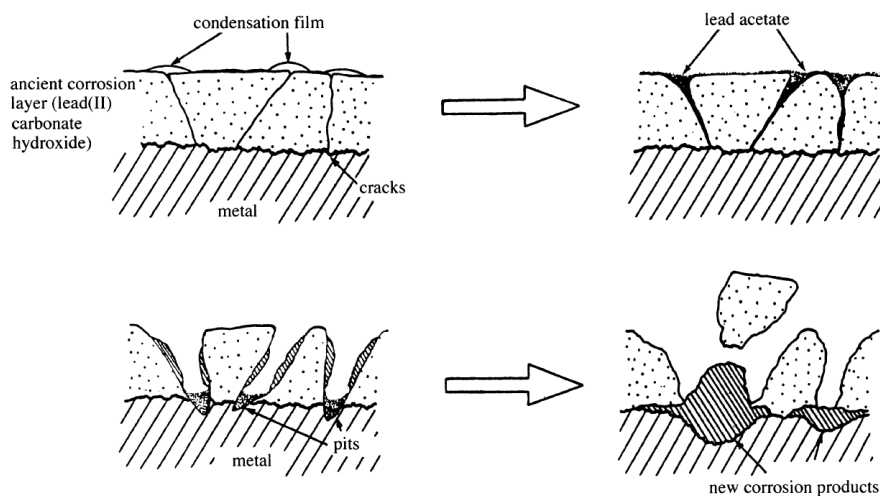 condensation film
lead acetate
ancient corrosion
layer (lead(II)
carbonate
hydroxide)
cracks
metal
pits
metal
new corrosion products